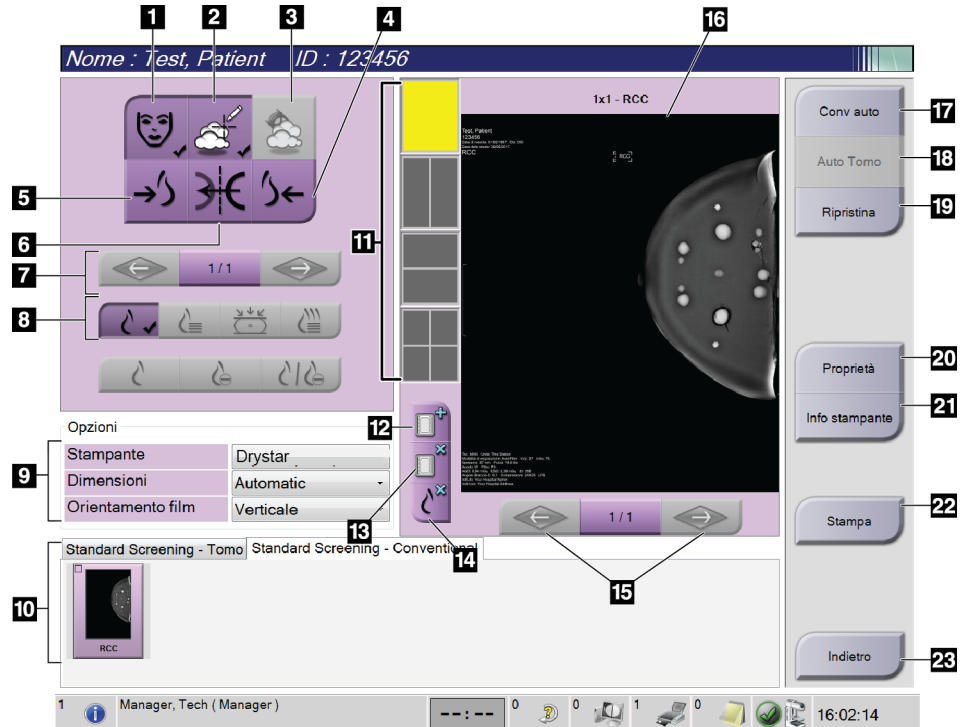 1
2
3
4
16
Nome : Test, Patient ID : 123456
1x1 - RCC
Test, Patient
123456
RCC
RCC
Conv auto
17
Auto Tomo
18
Ripristina
19
5
6
11
7
1 / 1
8
Proprietà
20
Info stampante
21
Opzioni
12
9
Stampante
Drystar
Dimensioni
Automatic
Orientamento film
Verticale
13
14
1 / 1
Stampa
22
15
Standard Screening - Tomo
Standard Screening - Conventional
10
RCC
Indietro
23
1
Manager, Tech ( Manager )
--:--
0
0
1
0
16:02:14